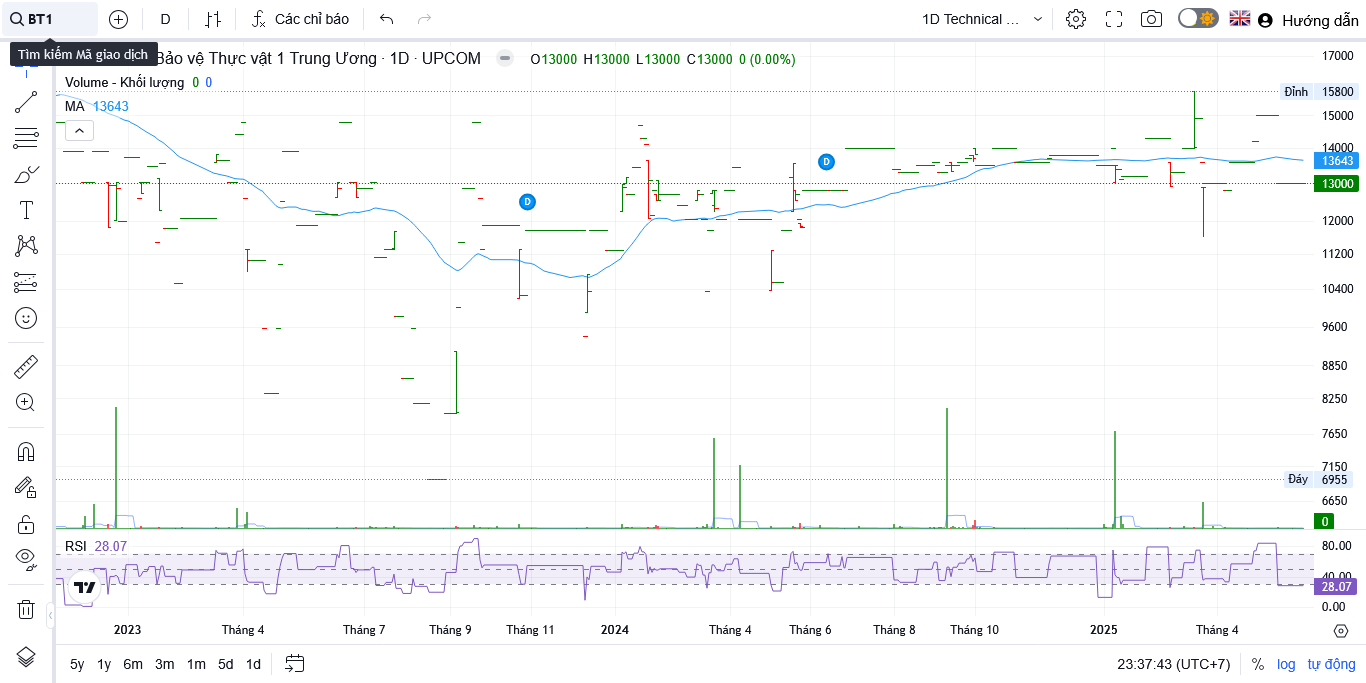 BT1
D
Các chỉ báo
1D Technical ...
Hướng dẫn
Tìm kiếm Mã giao dịch
Bảo vệ Thực vật 1 Trung Ương · 1D · UPCOM
O13000 H13000 L13000 C13000 0 (0.00%)
Volume - Khối lượng 0 0
MA 13643
D
D
17000
Đỉnh 15800
15000
14000
13643
13000
12000
11200
10400
9600
8850
8250
7650
7150
Đáy 6955
6650
0
RSI 28.07
80.00
40.00
28.07
0.00
2023 Tháng 4 Tháng 7 Tháng 9 Tháng 11 2024 Tháng 4 Tháng 6 Tháng 8 Tháng 10 2025 Tháng 4
5y 1y 6m 3m 1m 5d 1d
23:37:43 (UTC+7) % log tự động